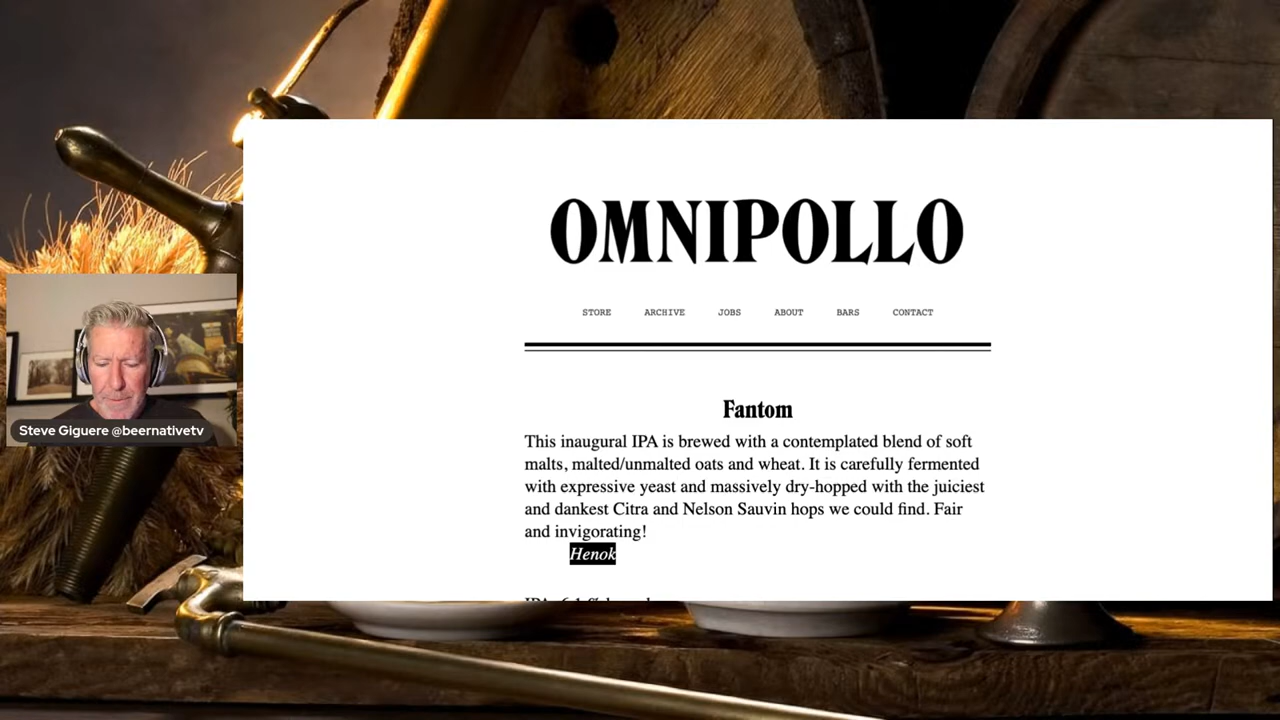 OMNIPOLLO
STORE ARCHIVE JOBS ABOUT BARS CONTACT
Fantom
This inaugural IPA is brewed with a contemplated blend of soft
malts, malted/unmalted oats and wheat. It is carefully fermented
with expressive yeast and massively dry-hopped with the juiciest
and dankest Citra and Nelson Sauvin hops we could find. Fair
and invigorating!
Henok
Steve Giguere @beernativetv